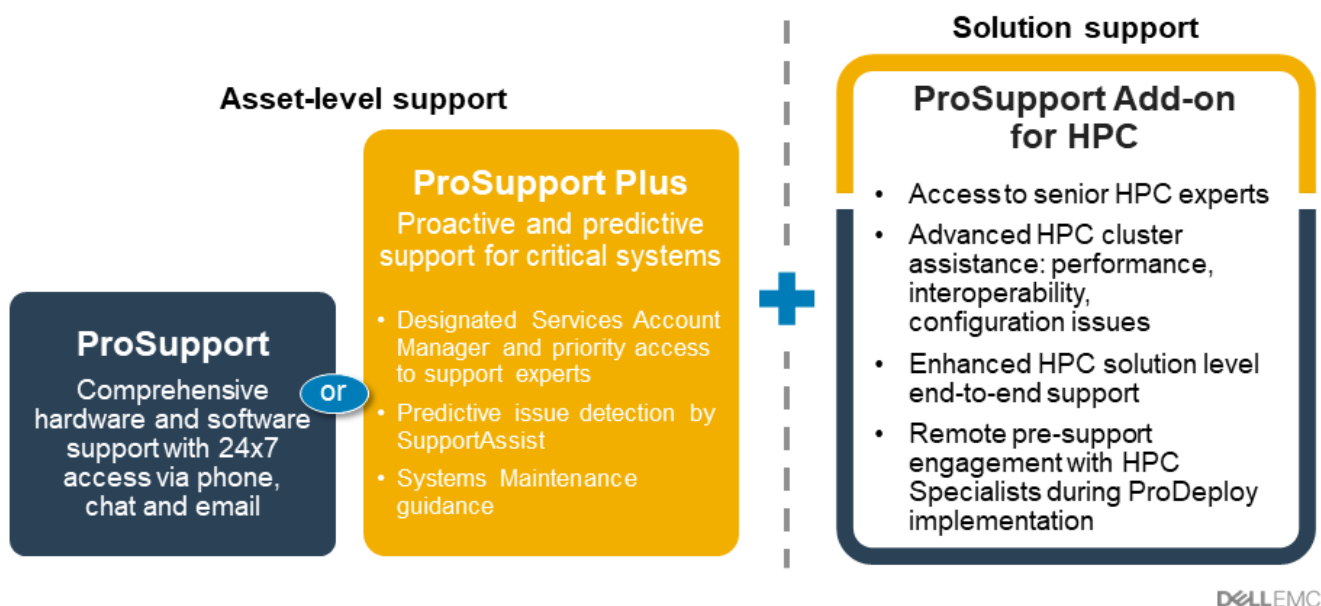 Asset-level support
ProSupport
Comprehensive
hardware and software
support with 24x7
access via phone,
chat and email
or
ProSupport Plus
Proactive and predictive
support for critical systems
• Designated Services Account
Manager and priority access
to support experts
• Predictive issue detection by
SupportAssist
• Systems Maintenance
guidance
Solution support
ProSupport Add-on
for HPC
• Access to senior HPC experts
• Advanced HPC cluster
assistance: performance,
interoperability,
configuration issues
• Enhanced HPC solution level
end-to-end support
• Remote pre-support
engagement with HPC
Specialists during ProDeploy
implementation
DELLEMC